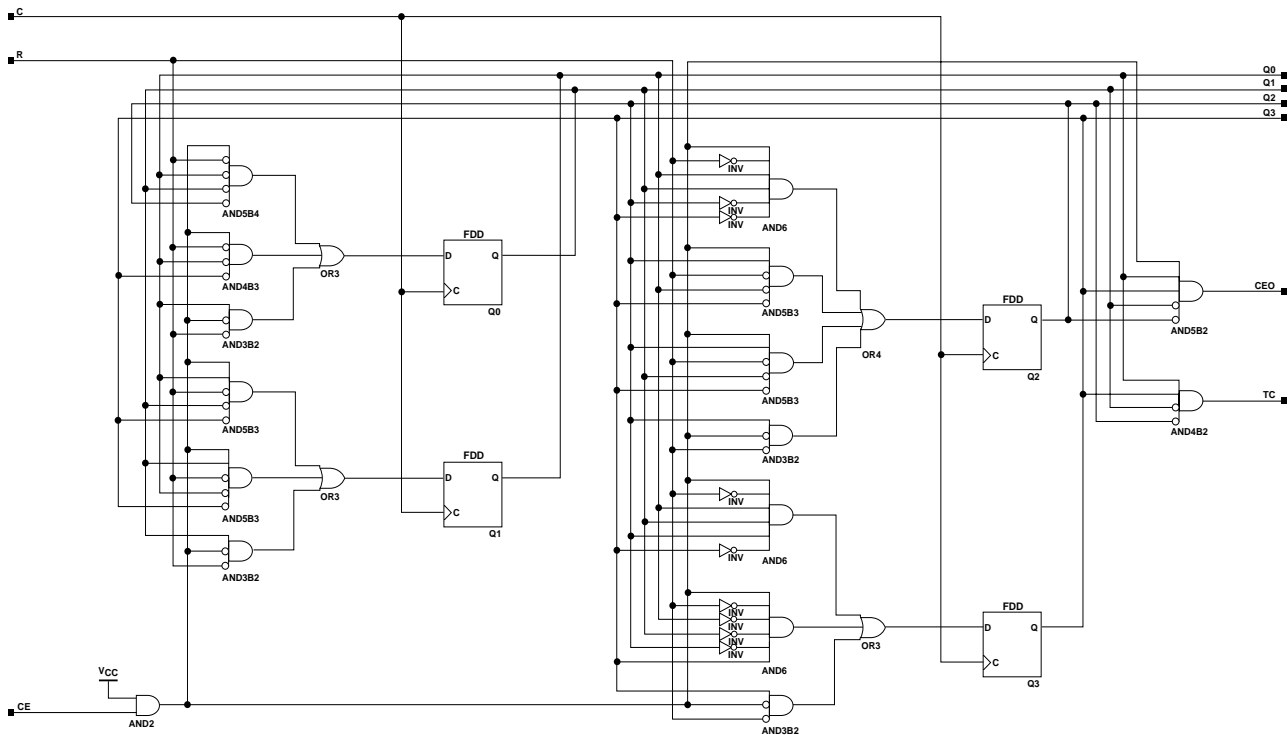 C
R
Q0
Q1
Q2
Q3
INV
INV
INV
AND5B4
AND6
FDD
D
Q
C
Q0
AND4B3
OR3
AND5B3
CEO
AND5B2
FDD
D
Q
C
Q2
OR4
AND3B2
AND5B3
TC
AND4B2
AND5B3
AND3B2
FDD
D
Q
C
Q1
OR3
AND5B3
INV
INV
AND6
AND3B2
INV
INV
INV
INV
AND6
FDD
D
Q
C
Q3
OR3
VCC
CE
AND2
AND3B2